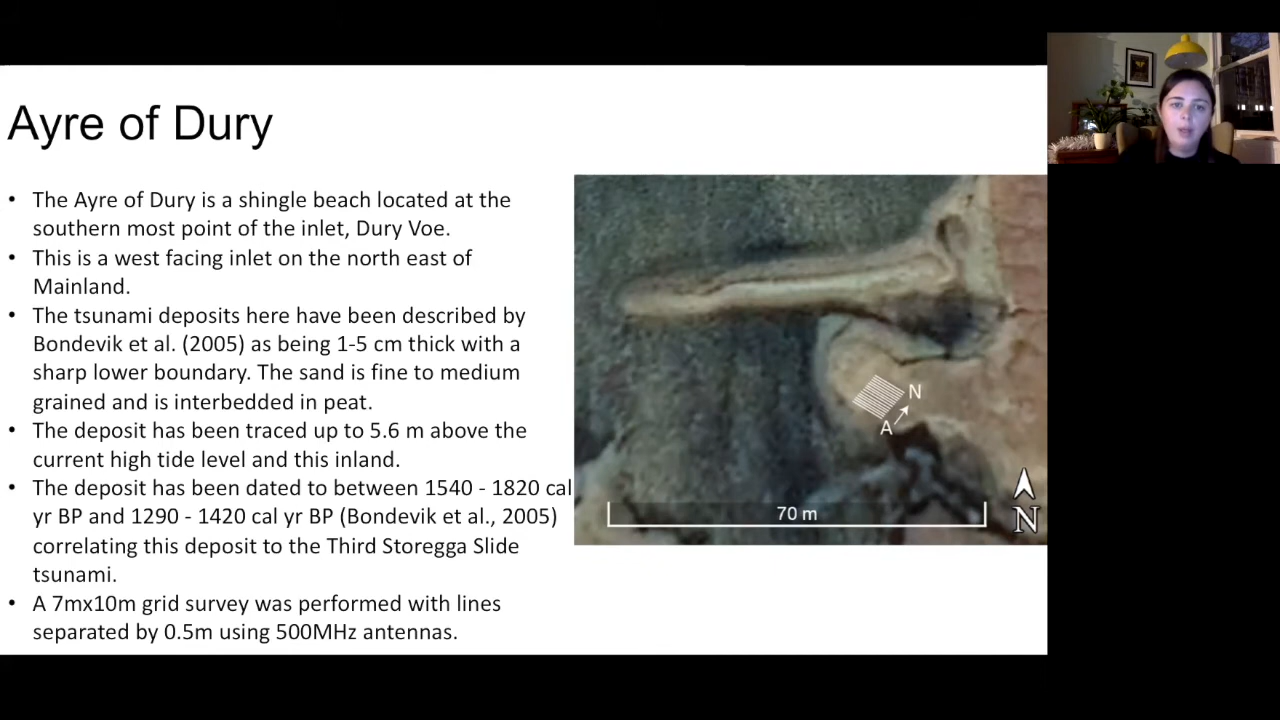 Ayre of Dury
• The Ayre of Dury is a shingle beach located at the
southern most point of the inlet, Dury Voe.
• This is a west facing inlet on the north east of
Mainland.
• The tsunami deposits here have been described by
Bondevik et al. (2005) as being 1-5 cm thick with a
sharp lower boundary. The sand is fine to medium
grained and is interbedded in peat.
• The deposit has been traced up to 5.6 m above the
current high tide level and this inland.
• The deposit has been dated to between 1540 - 1820 cal
yr BP and 1290 - 1420 cal yr BP (Bondevik et al., 2005)
correlating this deposit to the Third Storegga Slide
tsunami.
• A 7mx10m grid survey was performed with lines
separated by 0.5m using 500MHz antennas.
N
A
70 m
N